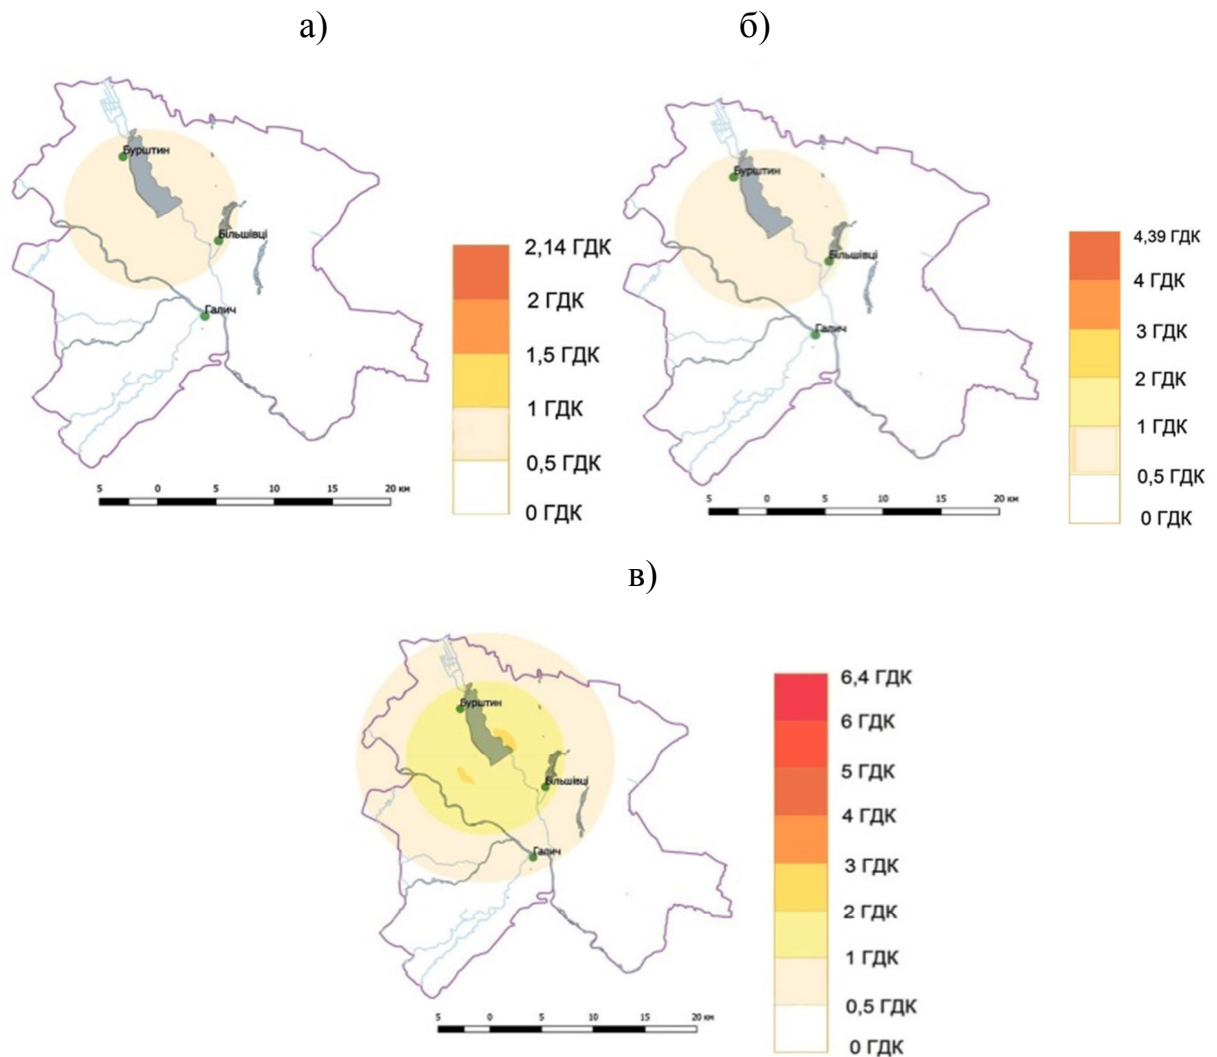 а)
б)
Бурштин
Більшівці
Галич
5 0 5 10 15 20 км
2,14 ГДК
2 ГДК
1,5 ГДК
1 ГДК
0,5 ГДК
0 ГДК
Бурштин
Більшівці
Галич
5 0 5 10 15 20 км
4,39 ГДК
4 ГДК
3 ГДК
2 ГДК
1 ГДК
0,5 ГДК
0 ГДК
в)
Бурштин
Більшівці
Галич
5 0 5 10 15 20 км
6,4 ГДК
6 ГДК
5 ГДК
4 ГДК
3 ГДК
2 ГДК
1 ГДК
0,5 ГДК
0 ГДК